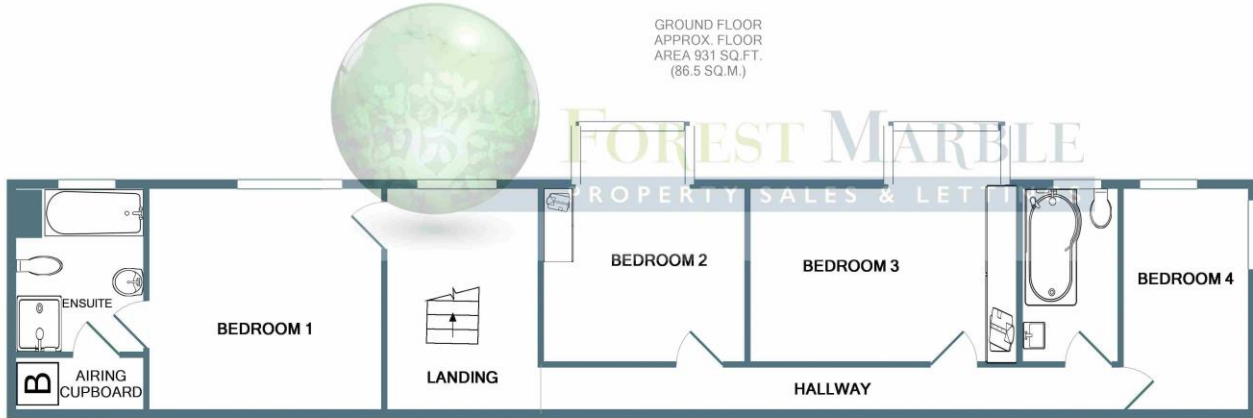 GROUND FLOOR
APPROX. FLOOR
AREA 931 SQ.FT.
(86.5 SQ.M.)
FOREST MARBLE
PROPERTY SALES & LETTINGS
ENSUITE
BEDROOM 1
B
AIRING
CUPBOARD
LANDING
BEDROOM 2
BEDROOM 3
HALLWAY
BEDROOM 4